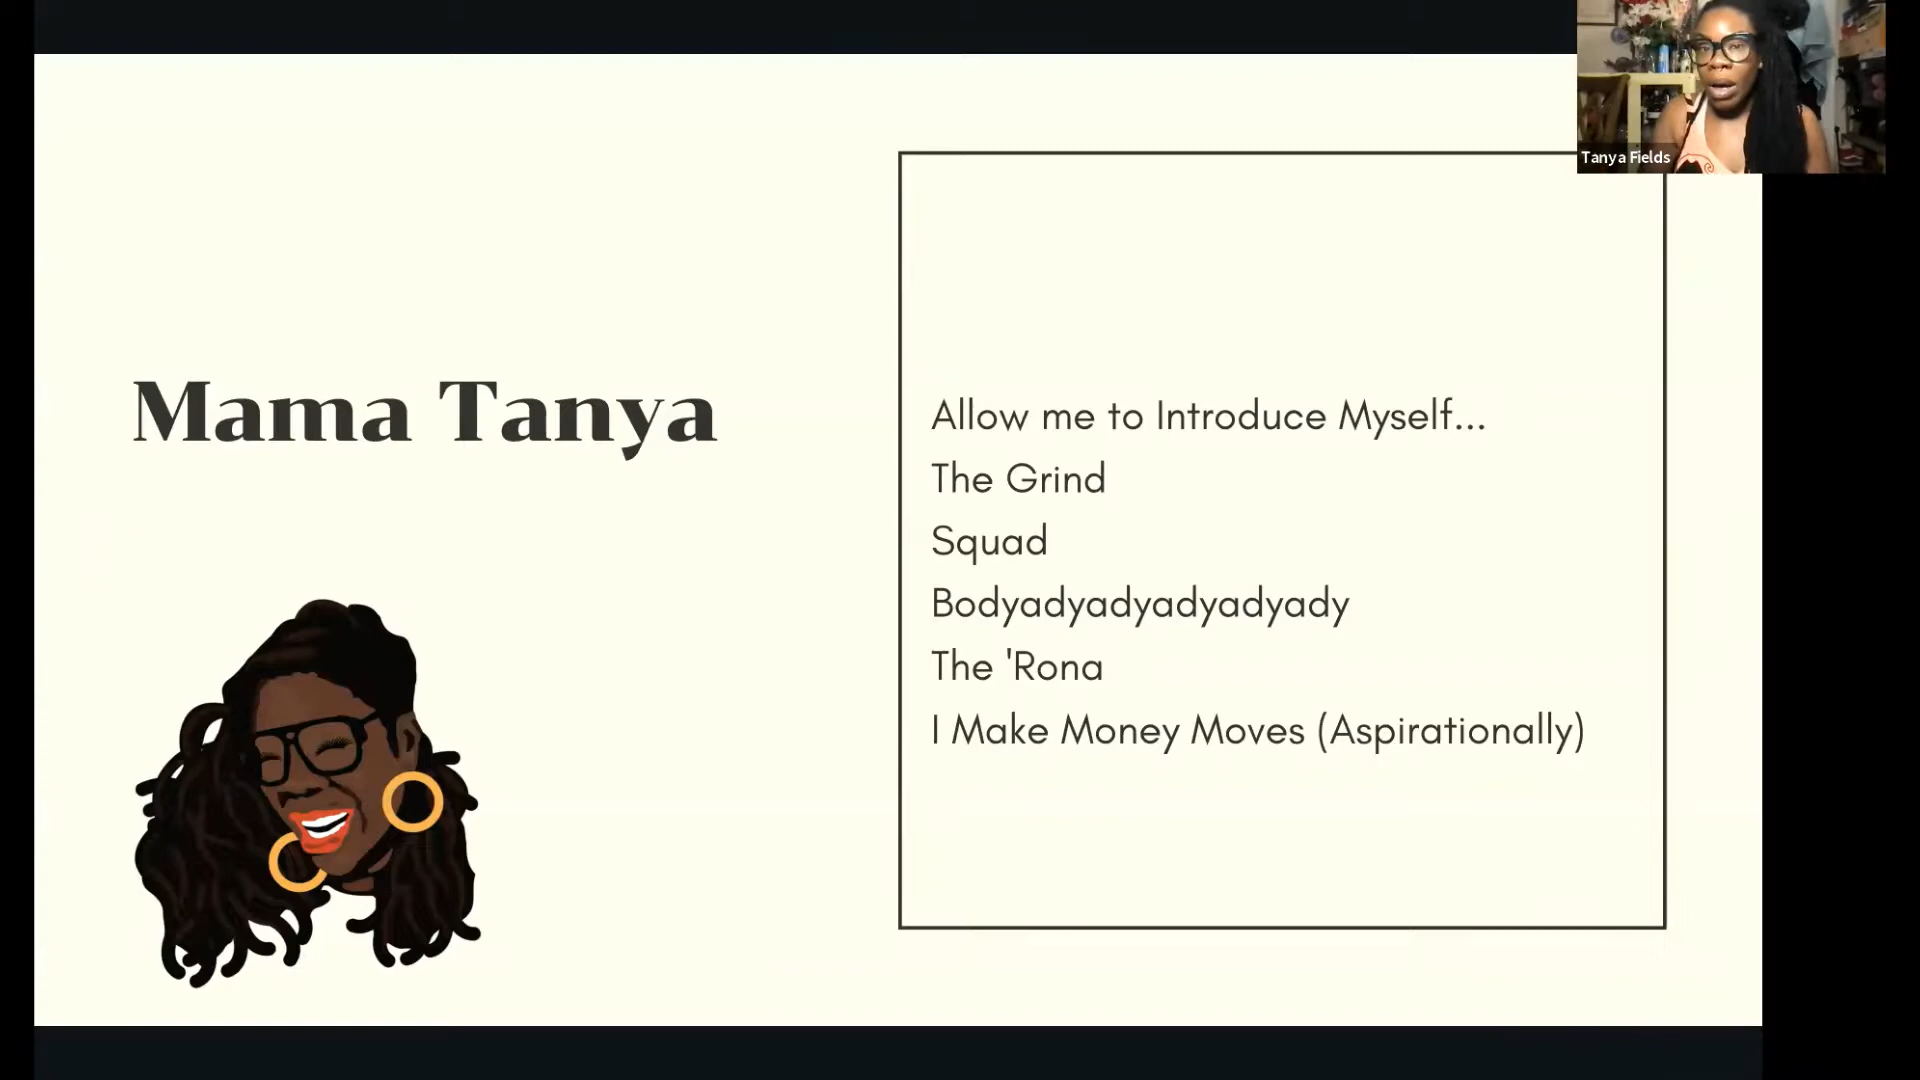 Tanya Fields
Mama Tanya
Allow me to Introduce Myself...
The Grind
Squad
Bodyadyadyadyadyady
The 'Rona
I Make Money Moves (Aspirationally)